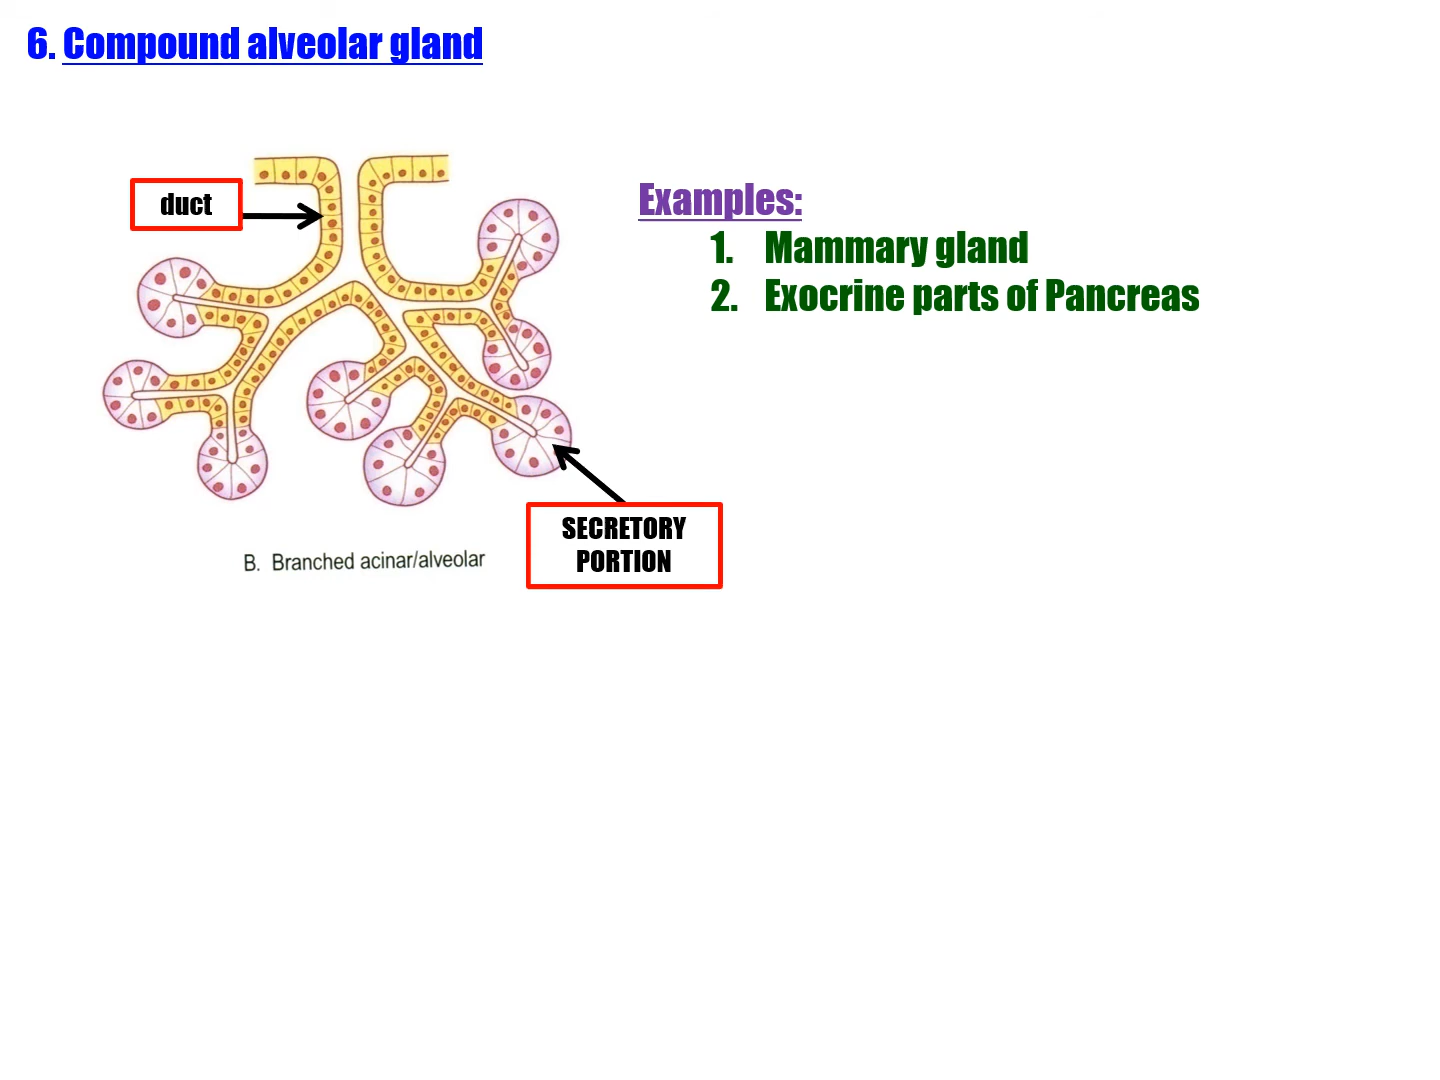 6. Compound alveolar gland
duct
Examples:
1. Mammary gland
2. Exocrine parts of Pancreas
SECRETORY
PORTION
B. Branched acinar/alveolar